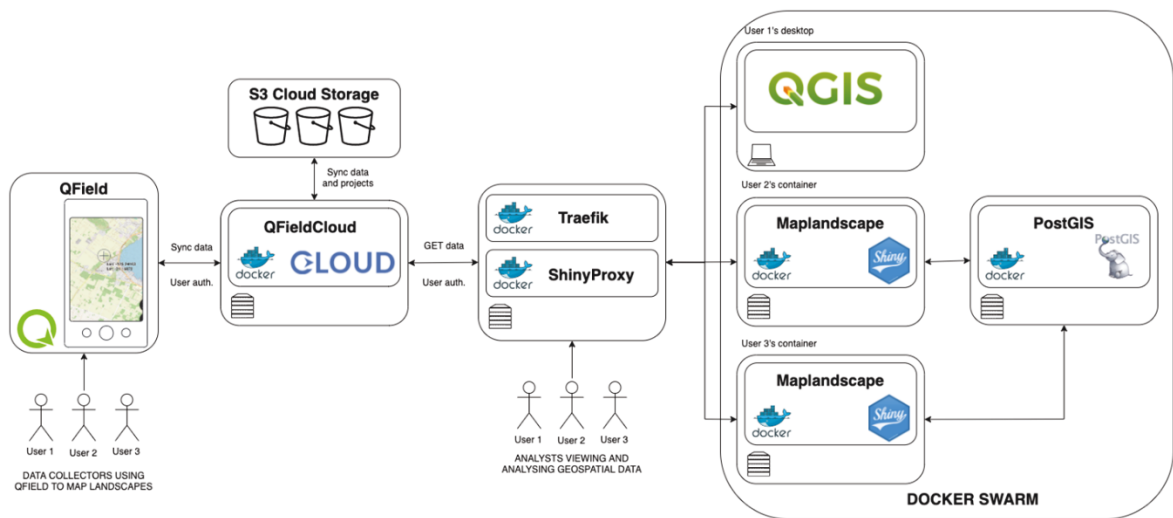 QField
User 1 User 2 User 3
DATA COLLECTORS USING
QFIELD TO MAP LANDSCAPES
Sync data
User auth.
S3 Cloud Storage
Sync data
and projects
QFieldCloud
docker
CLOUD
GET data
User auth.
docker
Traefik
docker
ShinyProxy
User 1 User 2 User 3
ANALYSTS VIEWING AND
ANALYSING GEOSPATIAL DATA
User 1's desktop
QGIS
User 2's container
Maplandscape
docker
Shiny
PostGIS
docker
PostGIS
User 3's container
Maplandscape
docker
Shiny
DOCKER SWARM